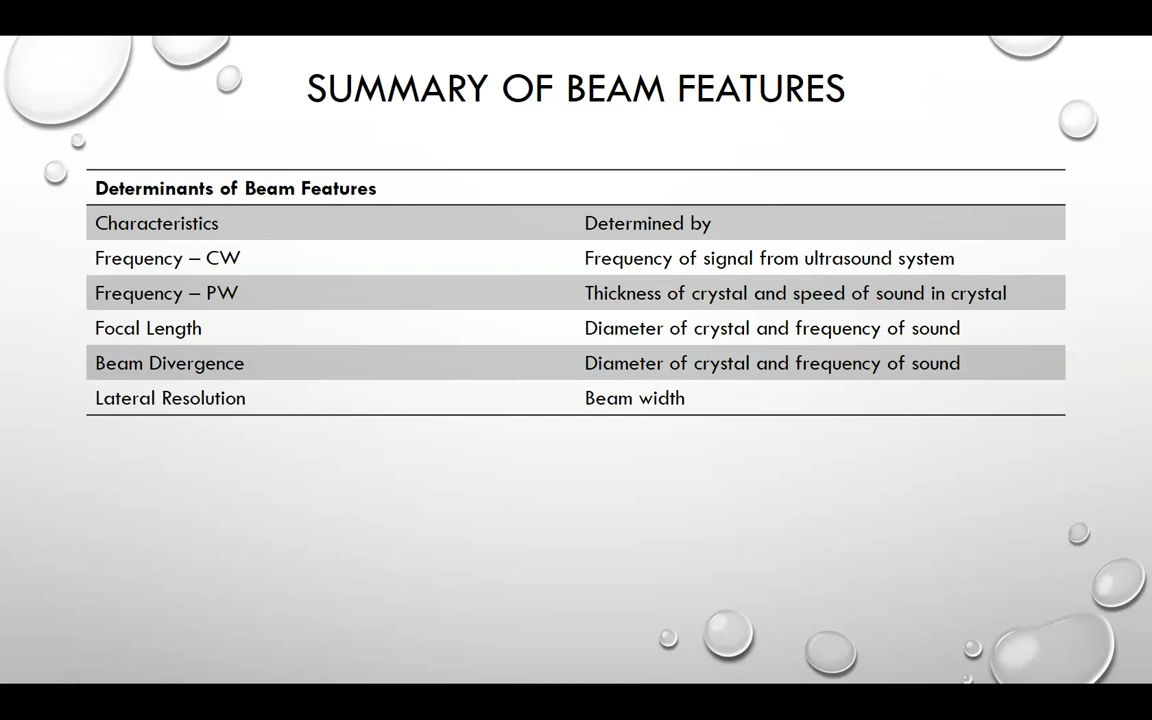 SUMMARY OF BEAM FEATURES
Determinants of Beam Features
Characteristics Determined by
Frequency – CW Frequency of signal from ultrasound system
Frequency – PW Thickness of crystal and speed of sound in crystal
Focal Length Diameter of crystal and frequency of sound
Beam Divergence Diameter of crystal and frequency of sound
Lateral Resolution Beam width